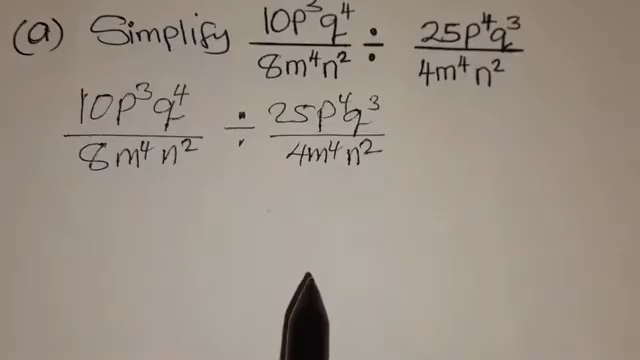 (a) Simplify 10p³q⁴/8m⁴n² ÷ 25p⁴q³/4m⁴n²
10p³q⁴/8m⁴n² ÷ 25p⁴q³/4m⁴n²